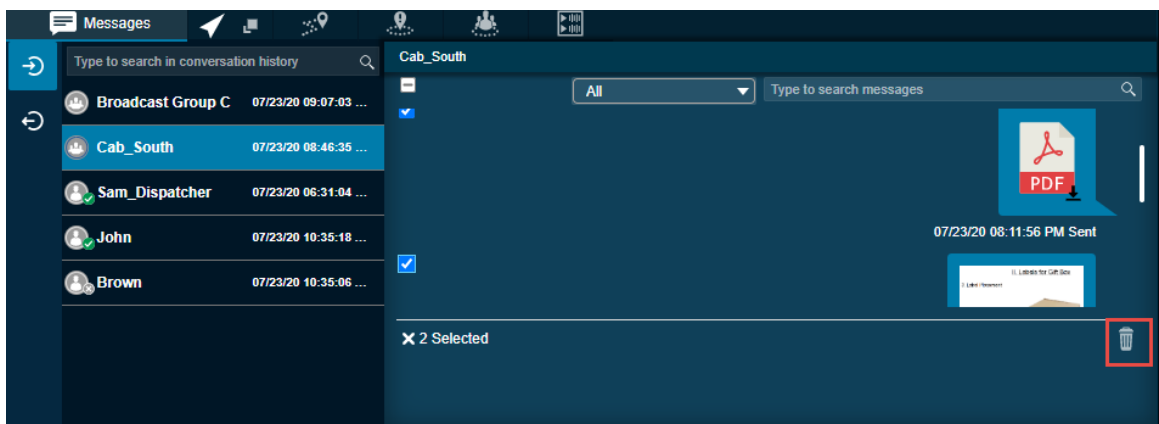 Messages
Type to search in conversation history
Broadcast Group C 07/23/20 09:07:03 ...
Cab_South 07/23/20 08:46:35 ...
Sam_Dispatcher 07/23/20 06:31:04 ...
John 07/23/20 10:35:18 ...
Brown 07/23/20 10:35:06 ...
Cab_South
All
Type to search messages
PDF
07/23/20 08:11:56 PM Sent
II. Labels for Gift Box
2 Selected